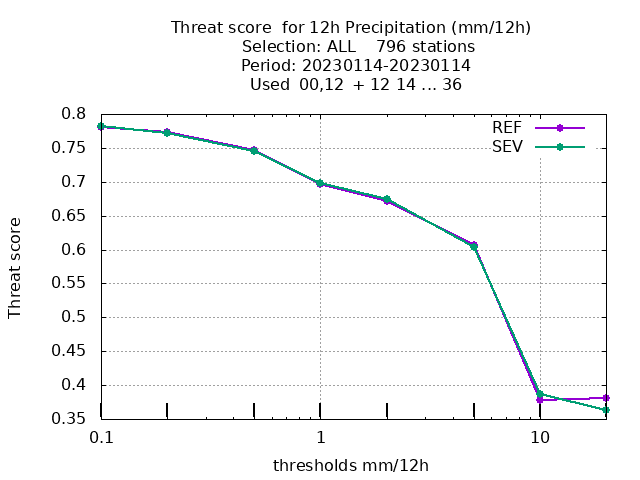 Threat score  for 12h Precipitation (mm/12h)
Selection: ALL    796 stations
Period: 20230114-20230114
Used  00,12  + 12 14 ... 36
REF
SEV
0.8
0.75
0.7
0.65
0.6
0.55
0.5
0.45
0.4
0.35
Threat score
0.1
1
10
thresholds mm/12h